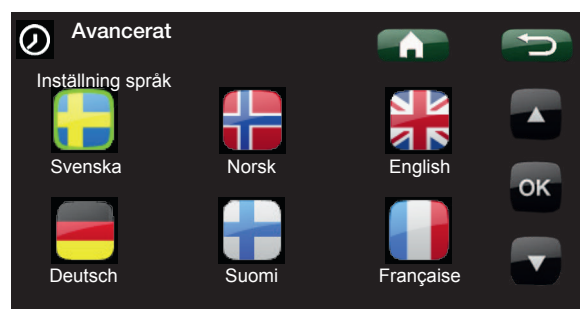 Avancerat
Inställning språk
Svenska Norsk English
OK
Deutsch Suomi Française